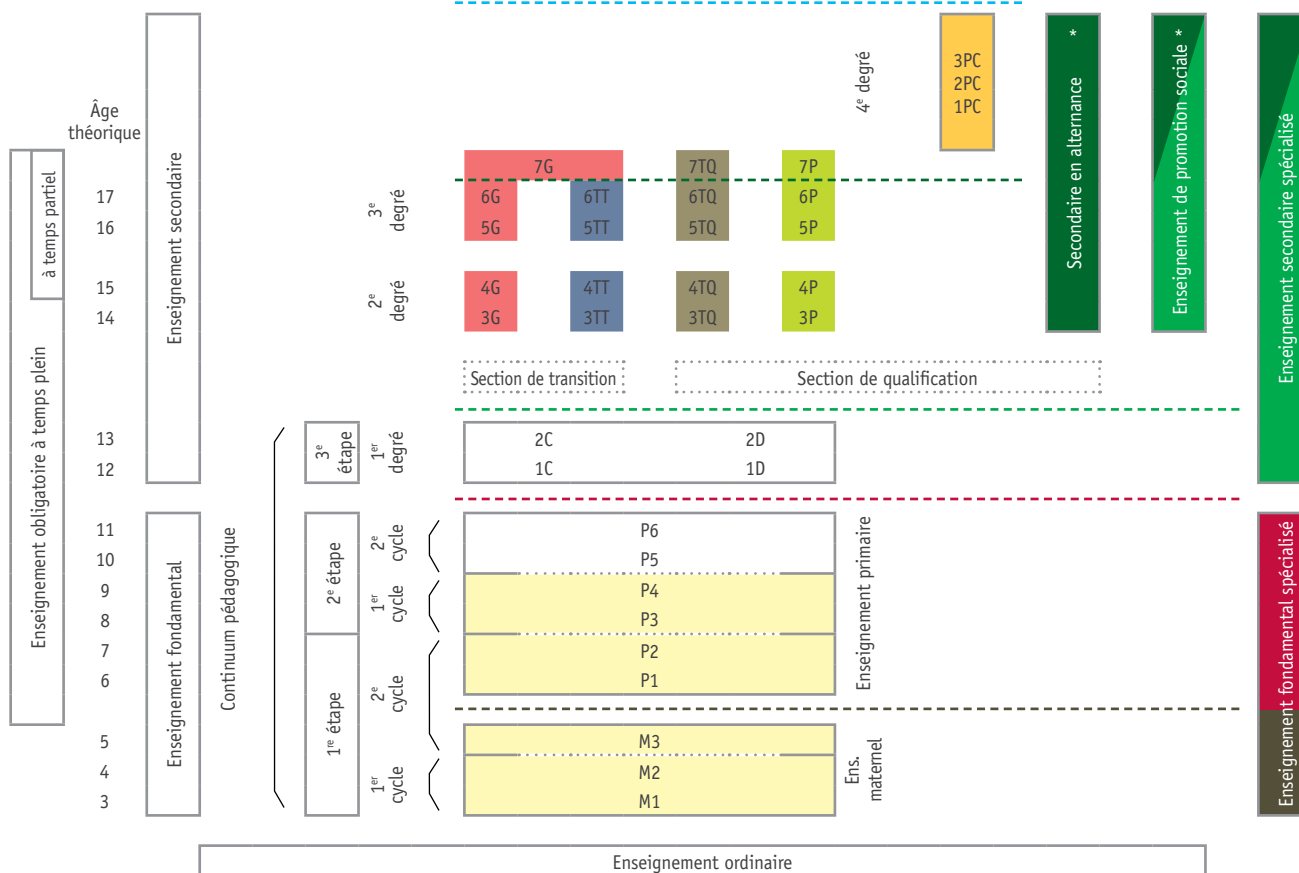 Âge
théorique
17
16
15
14
13
12
11
10
9
8
7
6
5
4
3
Enseignement obligatoire à temps plein
à temps partiel
Enseignement secondaire
Enseignement fondamental
Continuum pédagogique
3e
étape
2e étape
1re étape
4e degré
3e
degré
2e
degré
1er
degré
2e
cycle
1er
cycle
2e
cycle
1er
cycle
3PC
2PC
1PC
7G
7TQ
7P
6G
6TT
6TQ
6P
5G
5TT
5TQ
5P
4G
4TT
4TQ
4P
3G
3TT
3TQ
3P
Section de transition
Section de qualification
2C
2D
1C
1D
P6
P5
P4
P3
P2
P1
M3
M2
M1
Enseignement primaire
Ens.
maternel
Secondaire en alternance *
Enseignement de promotion sociale *
Enseignement secondaire spécialisé
Enseignement fondamental spécialisé
Enseignement ordinaire